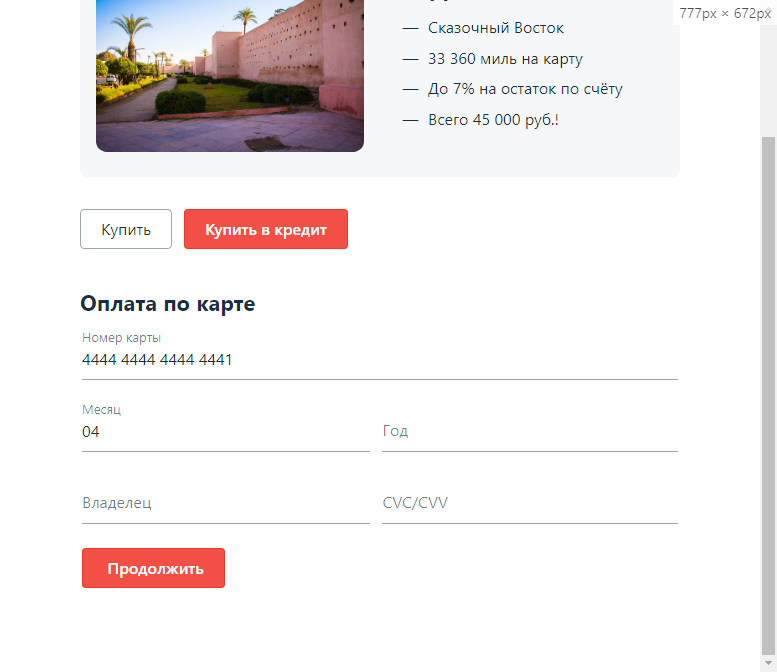 777px × 672px
— Сказочный Восток
— 33 360 миль на карту
— До 7% на остаток по счёту
— Всего 45 000 руб.!
Купить
Купить в кредит
Оплата по карте
Номер карты
4444 4444 4444 4441
Месяц
04
Год
Владелец
CVC/CVV
Продолжить